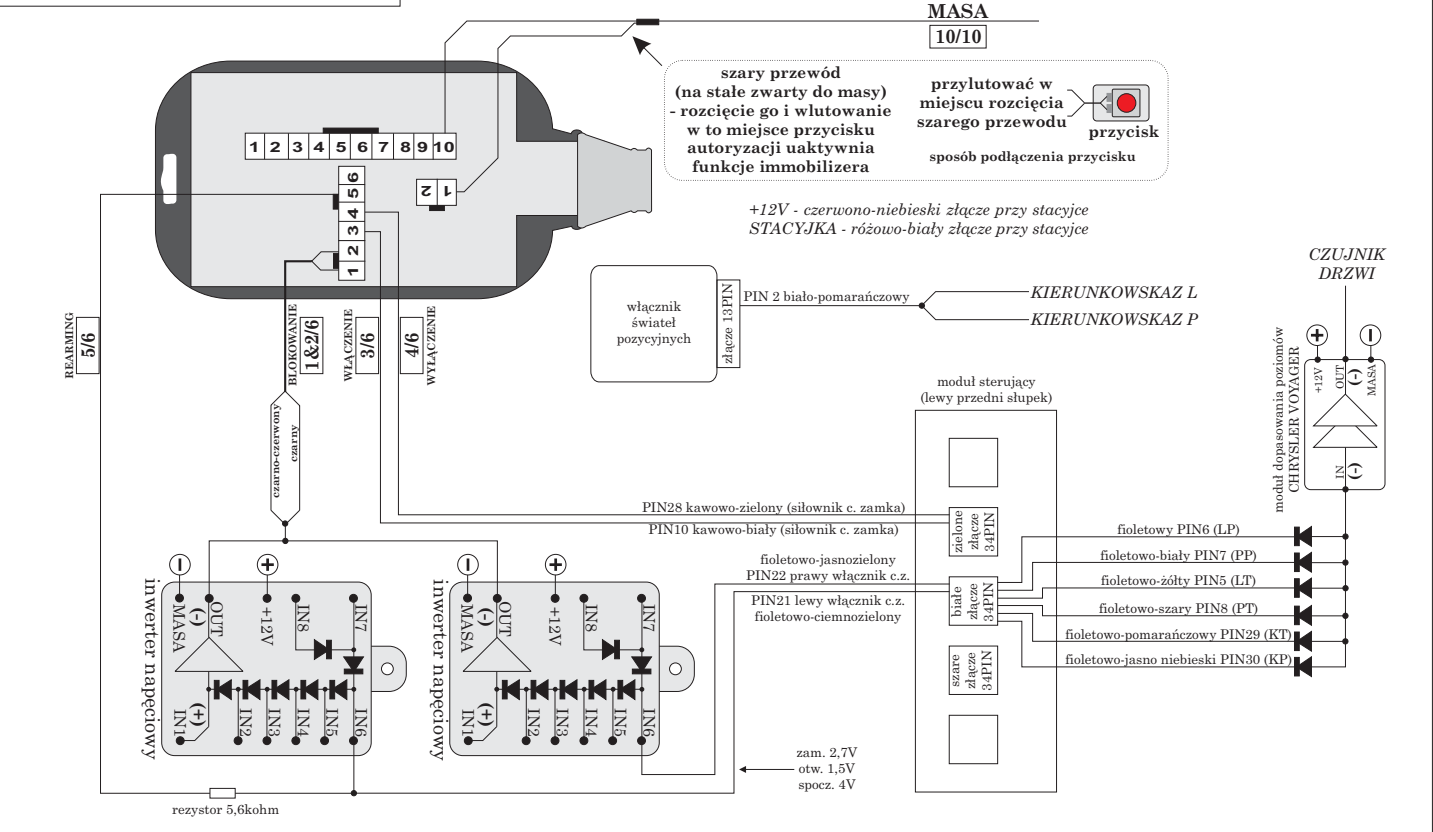 MASA
10/10
szary przewód
(na stałe zwarty do masy)
- rozcięcie go i wlutowanie
w to miejsce przycisku
autoryzacji uaktywnia
funkcje immobilizera
przylutować w
miejscu rozcięcia
szarego przewodu
przycisk
sposób podłączenia przycisku
1 2 3 4 5 6 7 8 9 10
6
5
4
3
2
1
2 1
+12V - czerwono-niebieski złącze przy stacyjce
STACYJKA - różowo-biały złącze przy stacyjce
włącznik
świateł
pozycyjnych
złącze 13PIN
PIN 2 biało-pomarańczowy
KIERUNKOWSKAZ L
KIERUNKOWSKAZ P
CZUJNIK
DRZWI
+
–
+12V
OUT
(-)
MASA
IN
(-)
moduł dopasowania poziomów
CHRYSLER VOYAGER
REARMING
5/6
BLOKOWANIE
1&2/6
WŁĄCZENIE
3/6
4/6
WYŁĄCZENIE
czarno-czerwony
czarny
moduł sterujący
(lewy przedni słupek)
PIN28 kawowo-zielony (siłownik c. zamka)
PIN10 kawowo-biały (siłownik c. zamka)
zielone
złącze
34PIN
fioletowo-jasnozielony
PIN22 prawy włącznik c.z.
PIN21 lewy włącznik c.z.
fioletowo-ciemnozielony
białe
złącze
34PIN
szare
złącze
34PIN
fioletowy PIN6 (LP)
fioletowo-biały PIN7 (PP)
fioletowo-żółty PIN5 (LT)
fioletowo-szary PIN8 (PT)
fioletowo-pomarańczowy PIN29 (KT)
fioletowo-jasno niebieski PIN30 (KP)
inwerter napęciowy
–
+
MASA
OUT
(-)
+12V
IN8
IN7
(+)
IN1
IN2
IN3
IN4
IN5
IN6
inwerter napęciowy
–
+
MASA
OUT
(-)
+12V
IN8
IN7
(+)
IN1
IN2
IN3
IN4
IN5
IN6
zam. 2,7V
otw. 1,5V
spocz. 4V
rezystor 5,6kohm